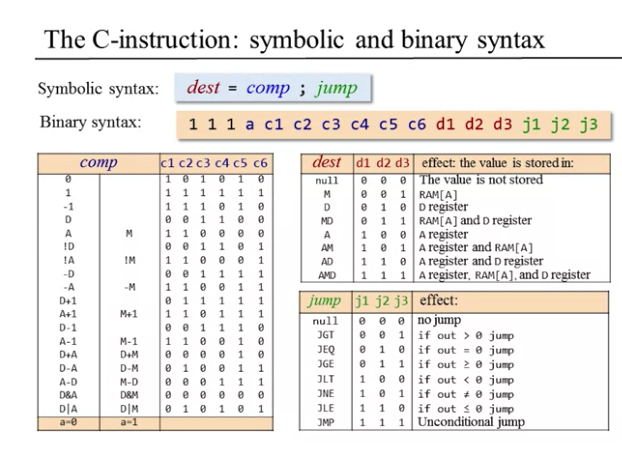 The C-instruction: symbolic and binary syntax
Symbolic syntax: dest = comp ; jump
Binary syntax: 1 1 1 a c1 c2 c3 c4 c5 c6 d1 d2 d3 j1 j2 j3
comp c1 c2 c3 c4 c5 c6
0 1 0 1 0 1 0
1 1 1 1 1 1 1
-1 1 1 1 0 1 0
D 0 0 1 1 0 0
A M 1 1 0 0 0 0
!D 0 0 1 1 0 1
!A !M 1 1 0 0 0 1
-D 0 0 1 1 1 1
-A -M 1 1 0 0 1 1
D+1 0 1 1 1 1 1
A+1 M+1 1 1 0 1 1 1
D-1 0 0 1 1 1 0
A-1 M-1 1 1 0 0 1 0
D+A D+M 0 0 0 0 1 0
D-A D-M 0 1 0 0 1 1
A-D M-D 0 0 0 1 1 1
D&A D&M 0 0 0 0 0 0
D|A D|M 0 1 0 1 0 1
a=0 a=1
dest d1 d2 d3 effect: the value is stored in:
null 0 0 0 The value is not stored
M 0 0 1 RAM[A]
D 0 1 0 D register
MD 0 1 1 RAM[A] and D register
A 1 0 0 A register
AM 1 0 1 A register and RAM[A]
AD 1 1 0 A register and D register
AMD 1 1 1 A register, RAM[A], and D register
jump j1 j2 j3 effect:
null 0 0 0 no jump
JGT 0 0 1 if out > 0 jump
JEQ 0 1 0 if out = 0 jump
JGE 0 1 1 if out ≥ 0 jump
JLT 1 0 0 if out < 0 jump
JNE 1 0 1 if out ≠ 0 jump
JLE 1 1 0 if out ≤ 0 jump
JMP 1 1 1 Unconditional jump